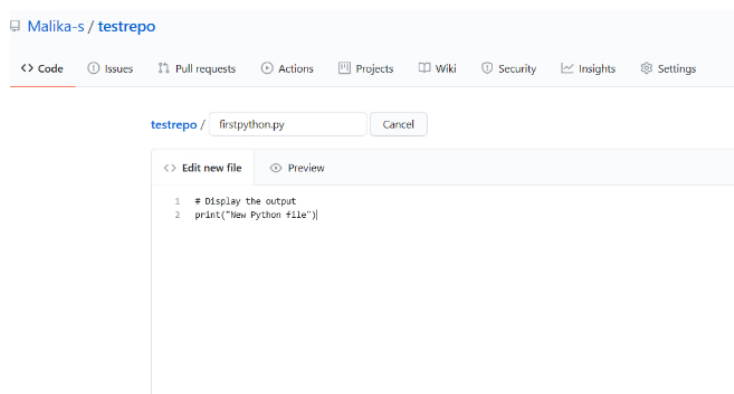 Malika-s / testrepo
<> Code Issues Pull requests Actions Projects Wiki Security Insights Settings
testrepo / firstpython.py Cancel
<> Edit new file Preview
1 # Display the output
2 print("New Python file")